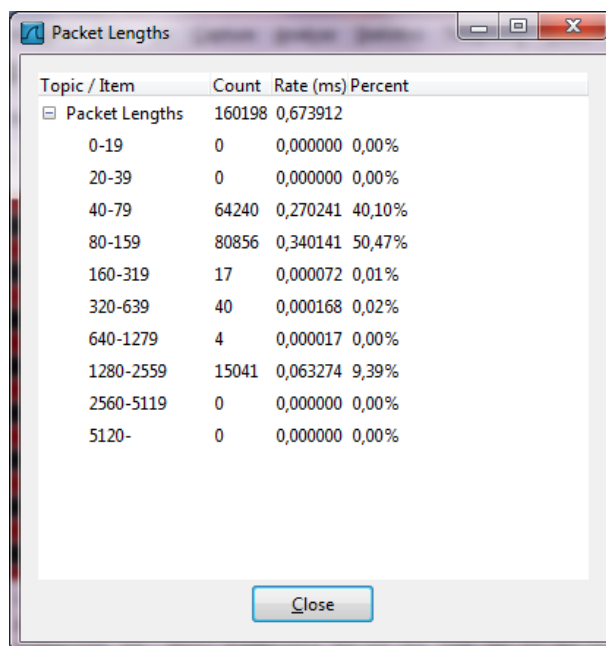 Packet Lengths
Topic / Item Count Rate (ms) Percent
Packet Lengths 160198 0,673912
0-19 0 0,000000 0,00%
20-39 0 0,000000 0,00%
40-79 64240 0,270241 40,10%
80-159 80856 0,340141 50,47%
160-319 17 0,000072 0,01%
320-639 40 0,000168 0,02%
640-1279 4 0,000017 0,00%
1280-2559 15041 0,063274 9,39%
2560-5119 0 0,000000 0,00%
5120- 0 0,000000 0,00%
Close